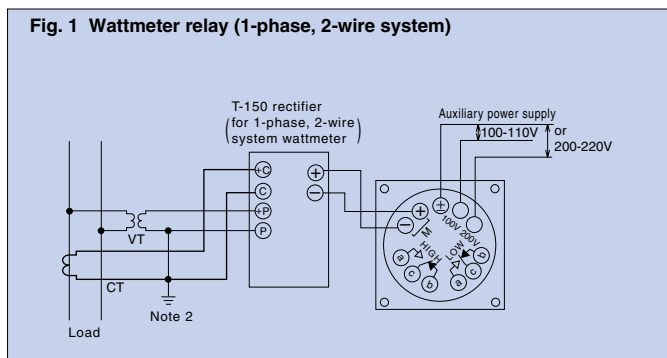 Fig. 1 Wattmeter relay (1-phase, 2-wire system)
T-150 rectifier
(for 1-phase, 2-wire
system wattmeter)
Auxiliary power supply
100-110V
or
200-220V
+C
C
+P
P
+
−
+
−
M
±
100V 200V
HIGH
LOW
a
c
b
a
c
b
VT
CT
Note 2
Load